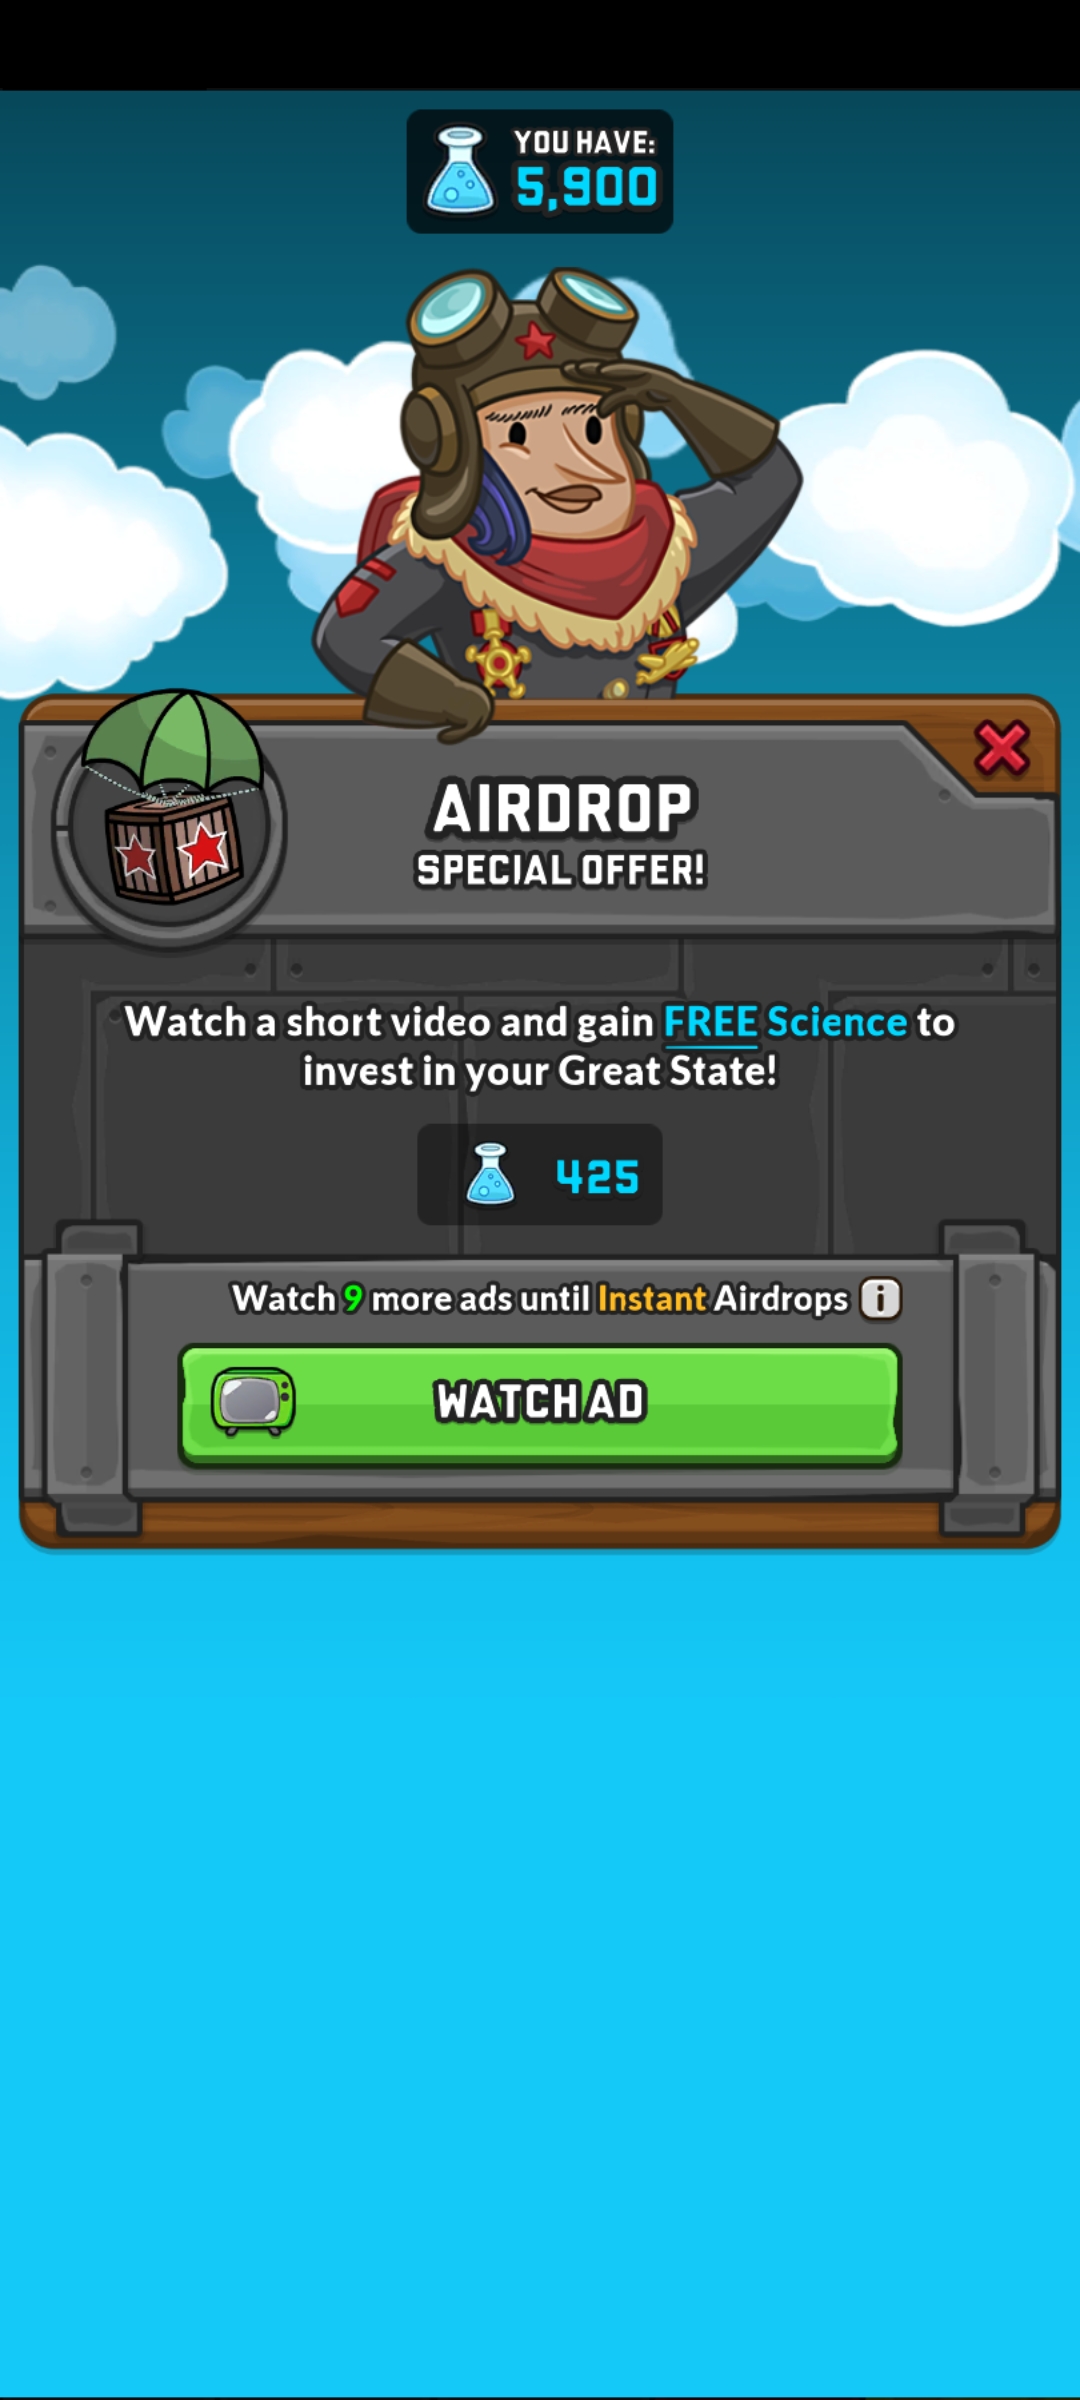 YOU HAVE:
5,900
AIRDROP
SPECIAL OFFER!
Watch a short video and gain FREE Science to
invest in your Great State!
425
Watch 9 more ads until Instant Airdrops i
WATCH AD